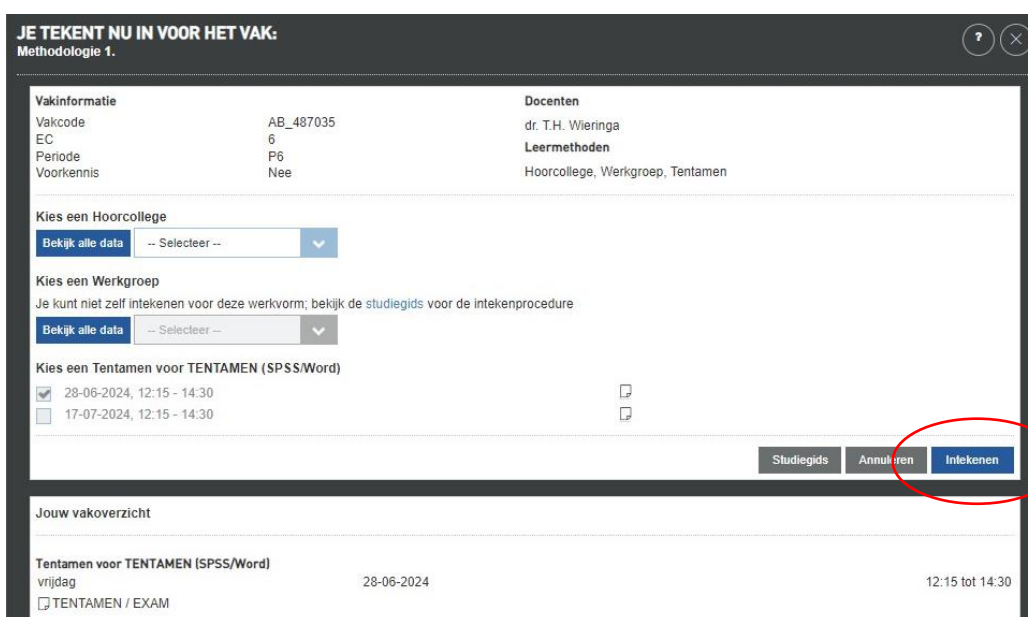 JE TEKENT NU IN VOOR HET VAK:
Methodologie 1.
?
Vakinformatie
Vakcode AB_487035
EC 6
Periode P6
Voorkennis Nee
Docenten
dr. T.H. Wieringa
Leermethoden
Hoorcollege, Werkgroep, Tentamen
Kies een Hoorcollege
Bekijk alle data -- Selecteer --
Kies een Werkgroep
Je kunt niet zelf intekenen voor deze werkvorm; bekijk de studiegids voor de intekenprocedure
Bekijk alle data -- Selecteer --
Kies een Tentamen voor TENTAMEN (SPSS/Word)
28-06-2024, 12:15 - 14:30
17-07-2024, 12:15 - 14:30
Studiegids Annuleren Intekenen
Jouw vakoverzicht
Tentamen voor TENTAMEN (SPSS/Word)
vrijdag 28-06-2024 12:15 tot 14:30
TENTAMEN / EXAM